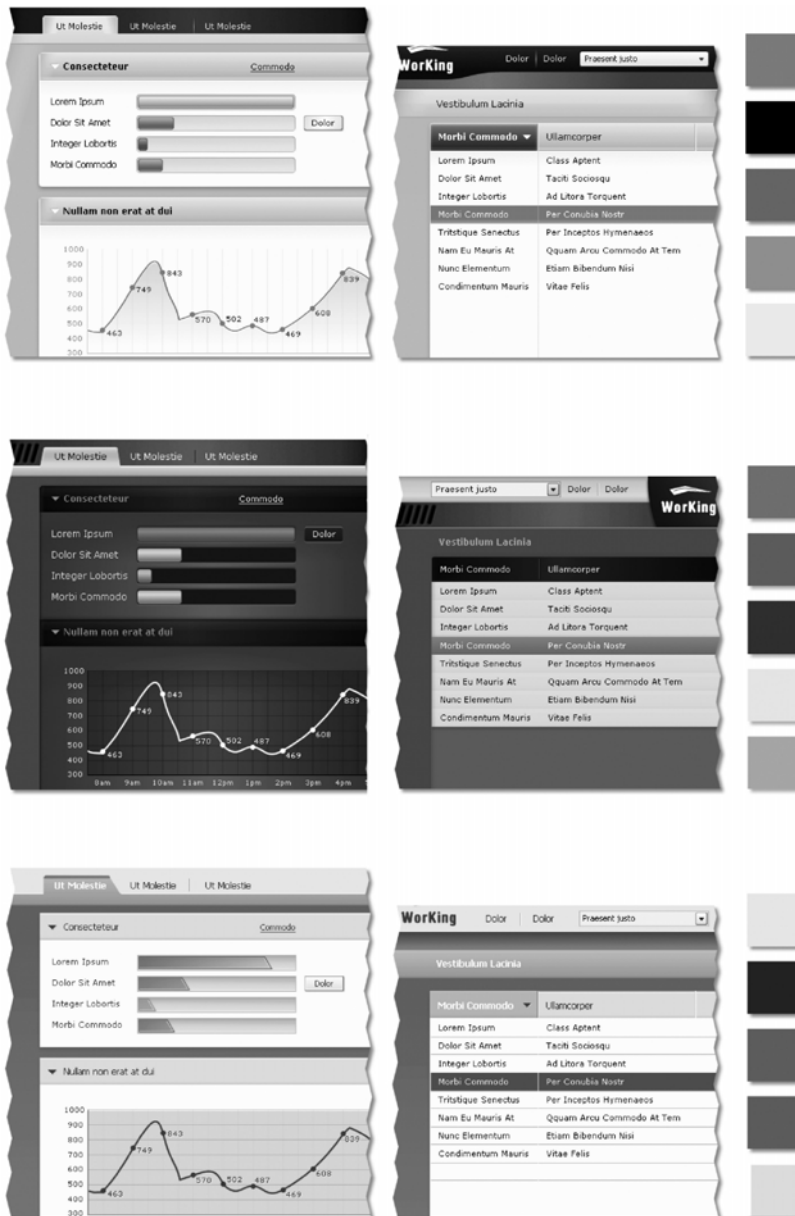 Ut Molestie Ut Molestie Ut Molestie
Consecteteur Commodo
Lorem Ipsum
Dolor Sit Amet Dolor
Integer Lobortis
Morbi Commodo
Nullam non erat at dui
1000
900
800
700
600
500
400
300
463 749 843 570 502 487 469 608 839
WorKing Dolor Dolor Praesent justo
Vestibulum Lacinia
Morbi Commodo Ullamcorper
Lorem Ipsum Class Aptent
Dolor Sit Amet Taciti Sociosqu
Integer Lobortis Ad Litora Torquent
Morbi Commodo Per Conubia Nostr
Tritstique Senectus Per Inceptos Hymenaeos
Nam Eu Mauris At Qquam Arcu Commodo At Tem
Nunc Elementum Etiam Bibendum Nisi
Condimentum Mauris Vitae Felis
Ut Molestie Ut Molestie Ut Molestie
Consecteteur Commodo
Lorem Ipsum Dolor
Dolor Sit Amet
Integer Lobortis
Morbi Commodo
Nullam non erat at dui
1000
900
800
700
600
500
400
300
463 749 843 570 502 487 469 608 839
8am 9am 10am 11am 12pm 1pm 2pm 3pm 4pm
Praesent justo Dolor Dolor WorKing
Vestibulum Lacinia
Morbi Commodo Ullamcorper
Lorem Ipsum Class Aptent
Dolor Sit Amet Taciti Sociosqu
Integer Lobortis Ad Litora Torquent
Morbi Commodo Per Conubia Nostr
Tritstique Senectus Per Inceptos Hymenaeos
Nam Eu Mauris At Qquam Arcu Commodo At Tem
Nunc Elementum Etiam Bibendum Nisi
Condimentum Mauris Vitae Felis
Ut Molestie Ut Molestie Ut Molestie
Consecteteur Commodo
Lorem Ipsum
Dolor Sit Amet Dolor
Integer Lobortis
Morbi Commodo
Nullam non erat at dui
1000
900
800
700
600
500
400
300
463 749 843 570 502 487 469 608 839
WorKing Dolor Dolor Praesent justo
Vestibulum Lacinia
Morbi Commodo Ullamcorper
Lorem Ipsum Class Aptent
Dolor Sit Amet Taciti Sociosqu
Integer Lobortis Ad Litora Torquent
Morbi Commodo Per Conubia Nostr
Tritstique Senectus Per Inceptos Hymenaeos
Nam Eu Mauris At Qquam Arcu Commodo At Tem
Nunc Elementum Etiam Bibendum Nisi
Condimentum Mauris Vitae Felis